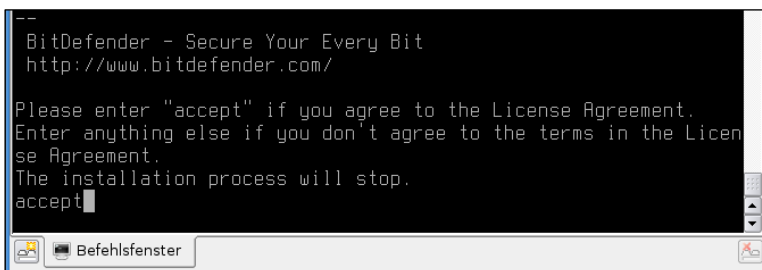 --
BitDefender - Secure Your Every Bit
http://www.bitdefender.com/
Please enter "accept" if you agree to the License Agreement.
Enter anything else if you don't agree to the terms in the Licen
se Agreement.
The installation process will stop.
accept
Befehlsfenster